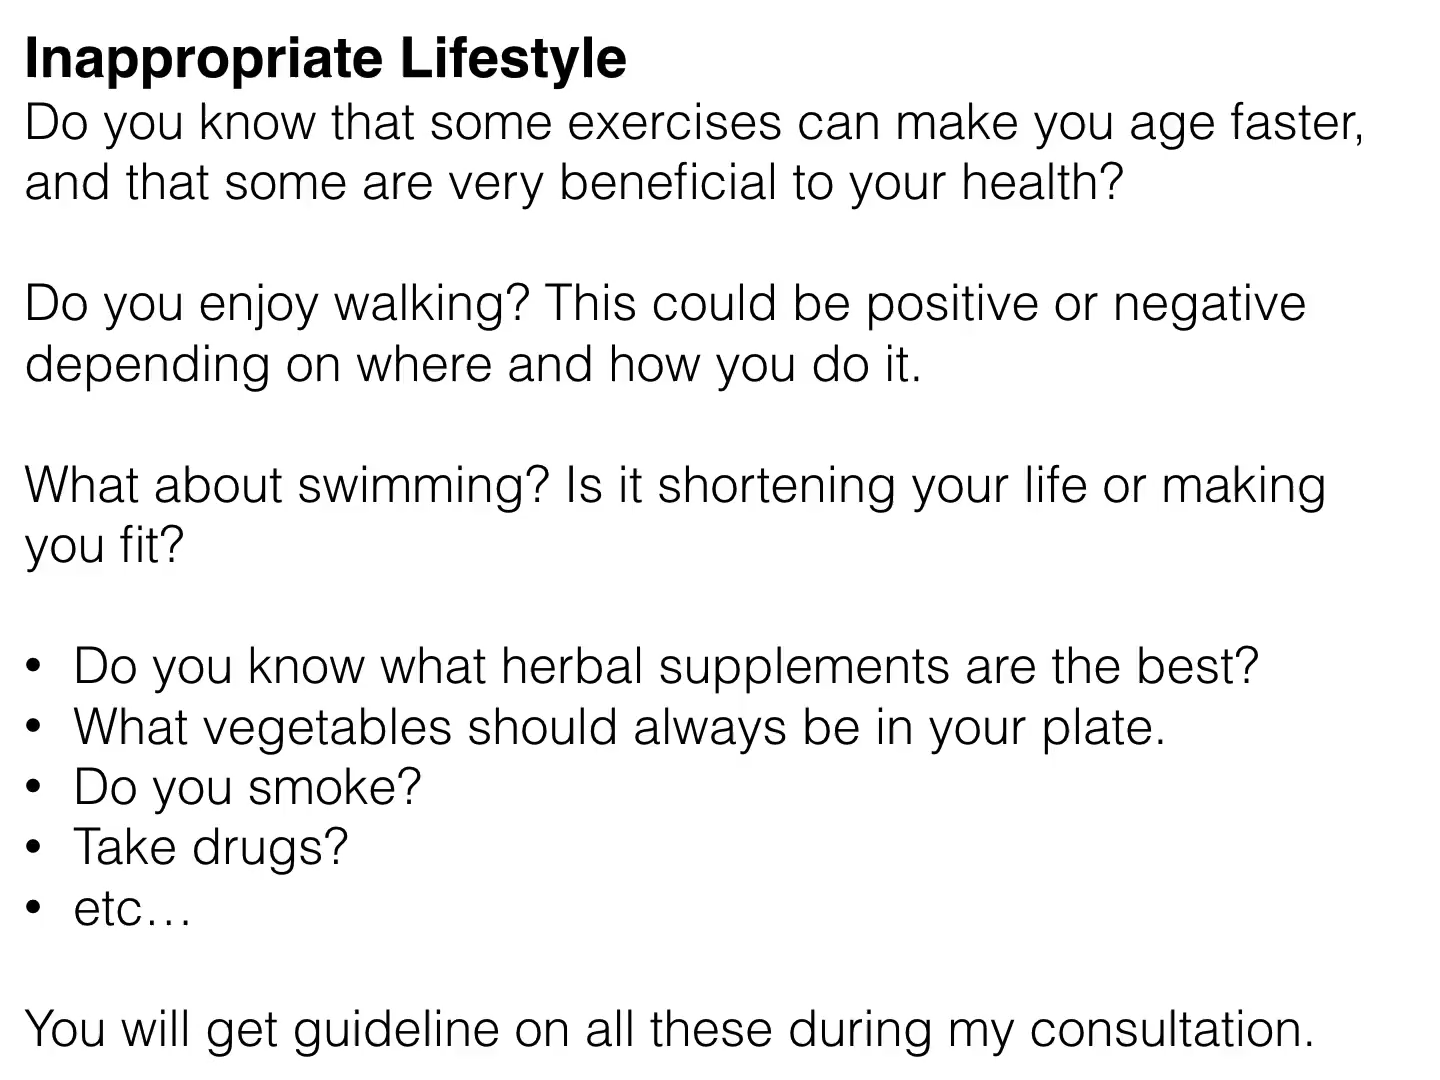 Inappropriate Lifestyle
Do you know that some exercises can make you age faster,
and that some are very beneficial to your health?
Do you enjoy walking? This could be positive or negative
depending on where and how you do it.
What about swimming? Is it shortening your life or making
you fit?
• Do you know what herbal supplements are the best?
• What vegetables should always be in your plate.
• Do you smoke?
• Take drugs?
• etc…
You will get guideline on all these during my consultation.